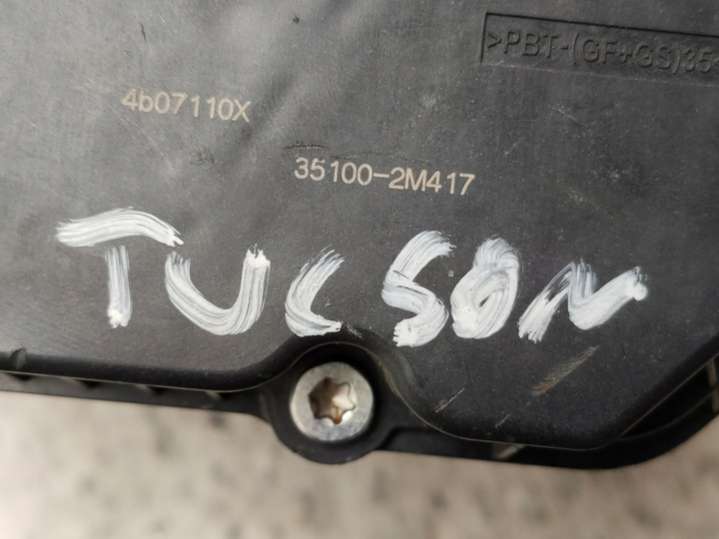 >PBT-(GF+GS)35
4b07110X
35100-2M417
TUCSON